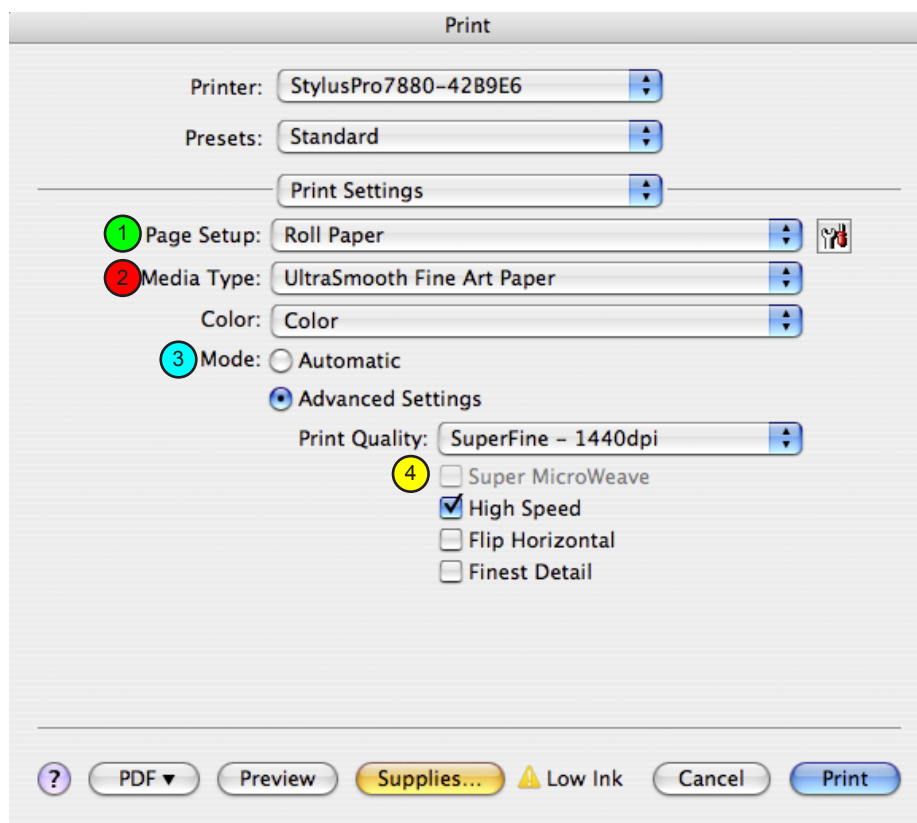 Print
Printer: StylusPro7880-42B9E6
Presets: Standard
Print Settings
1 Page Setup: Roll Paper
2 Media Type: UltraSmooth Fine Art Paper
Color: Color
3 Mode: Automatic
Advanced Settings
Print Quality: SuperFine – 1440dpi
4 Super MicroWeave
High Speed
Flip Horizontal
Finest Detail
? PDF ▾ Preview Supplies... Low Ink Cancel Print